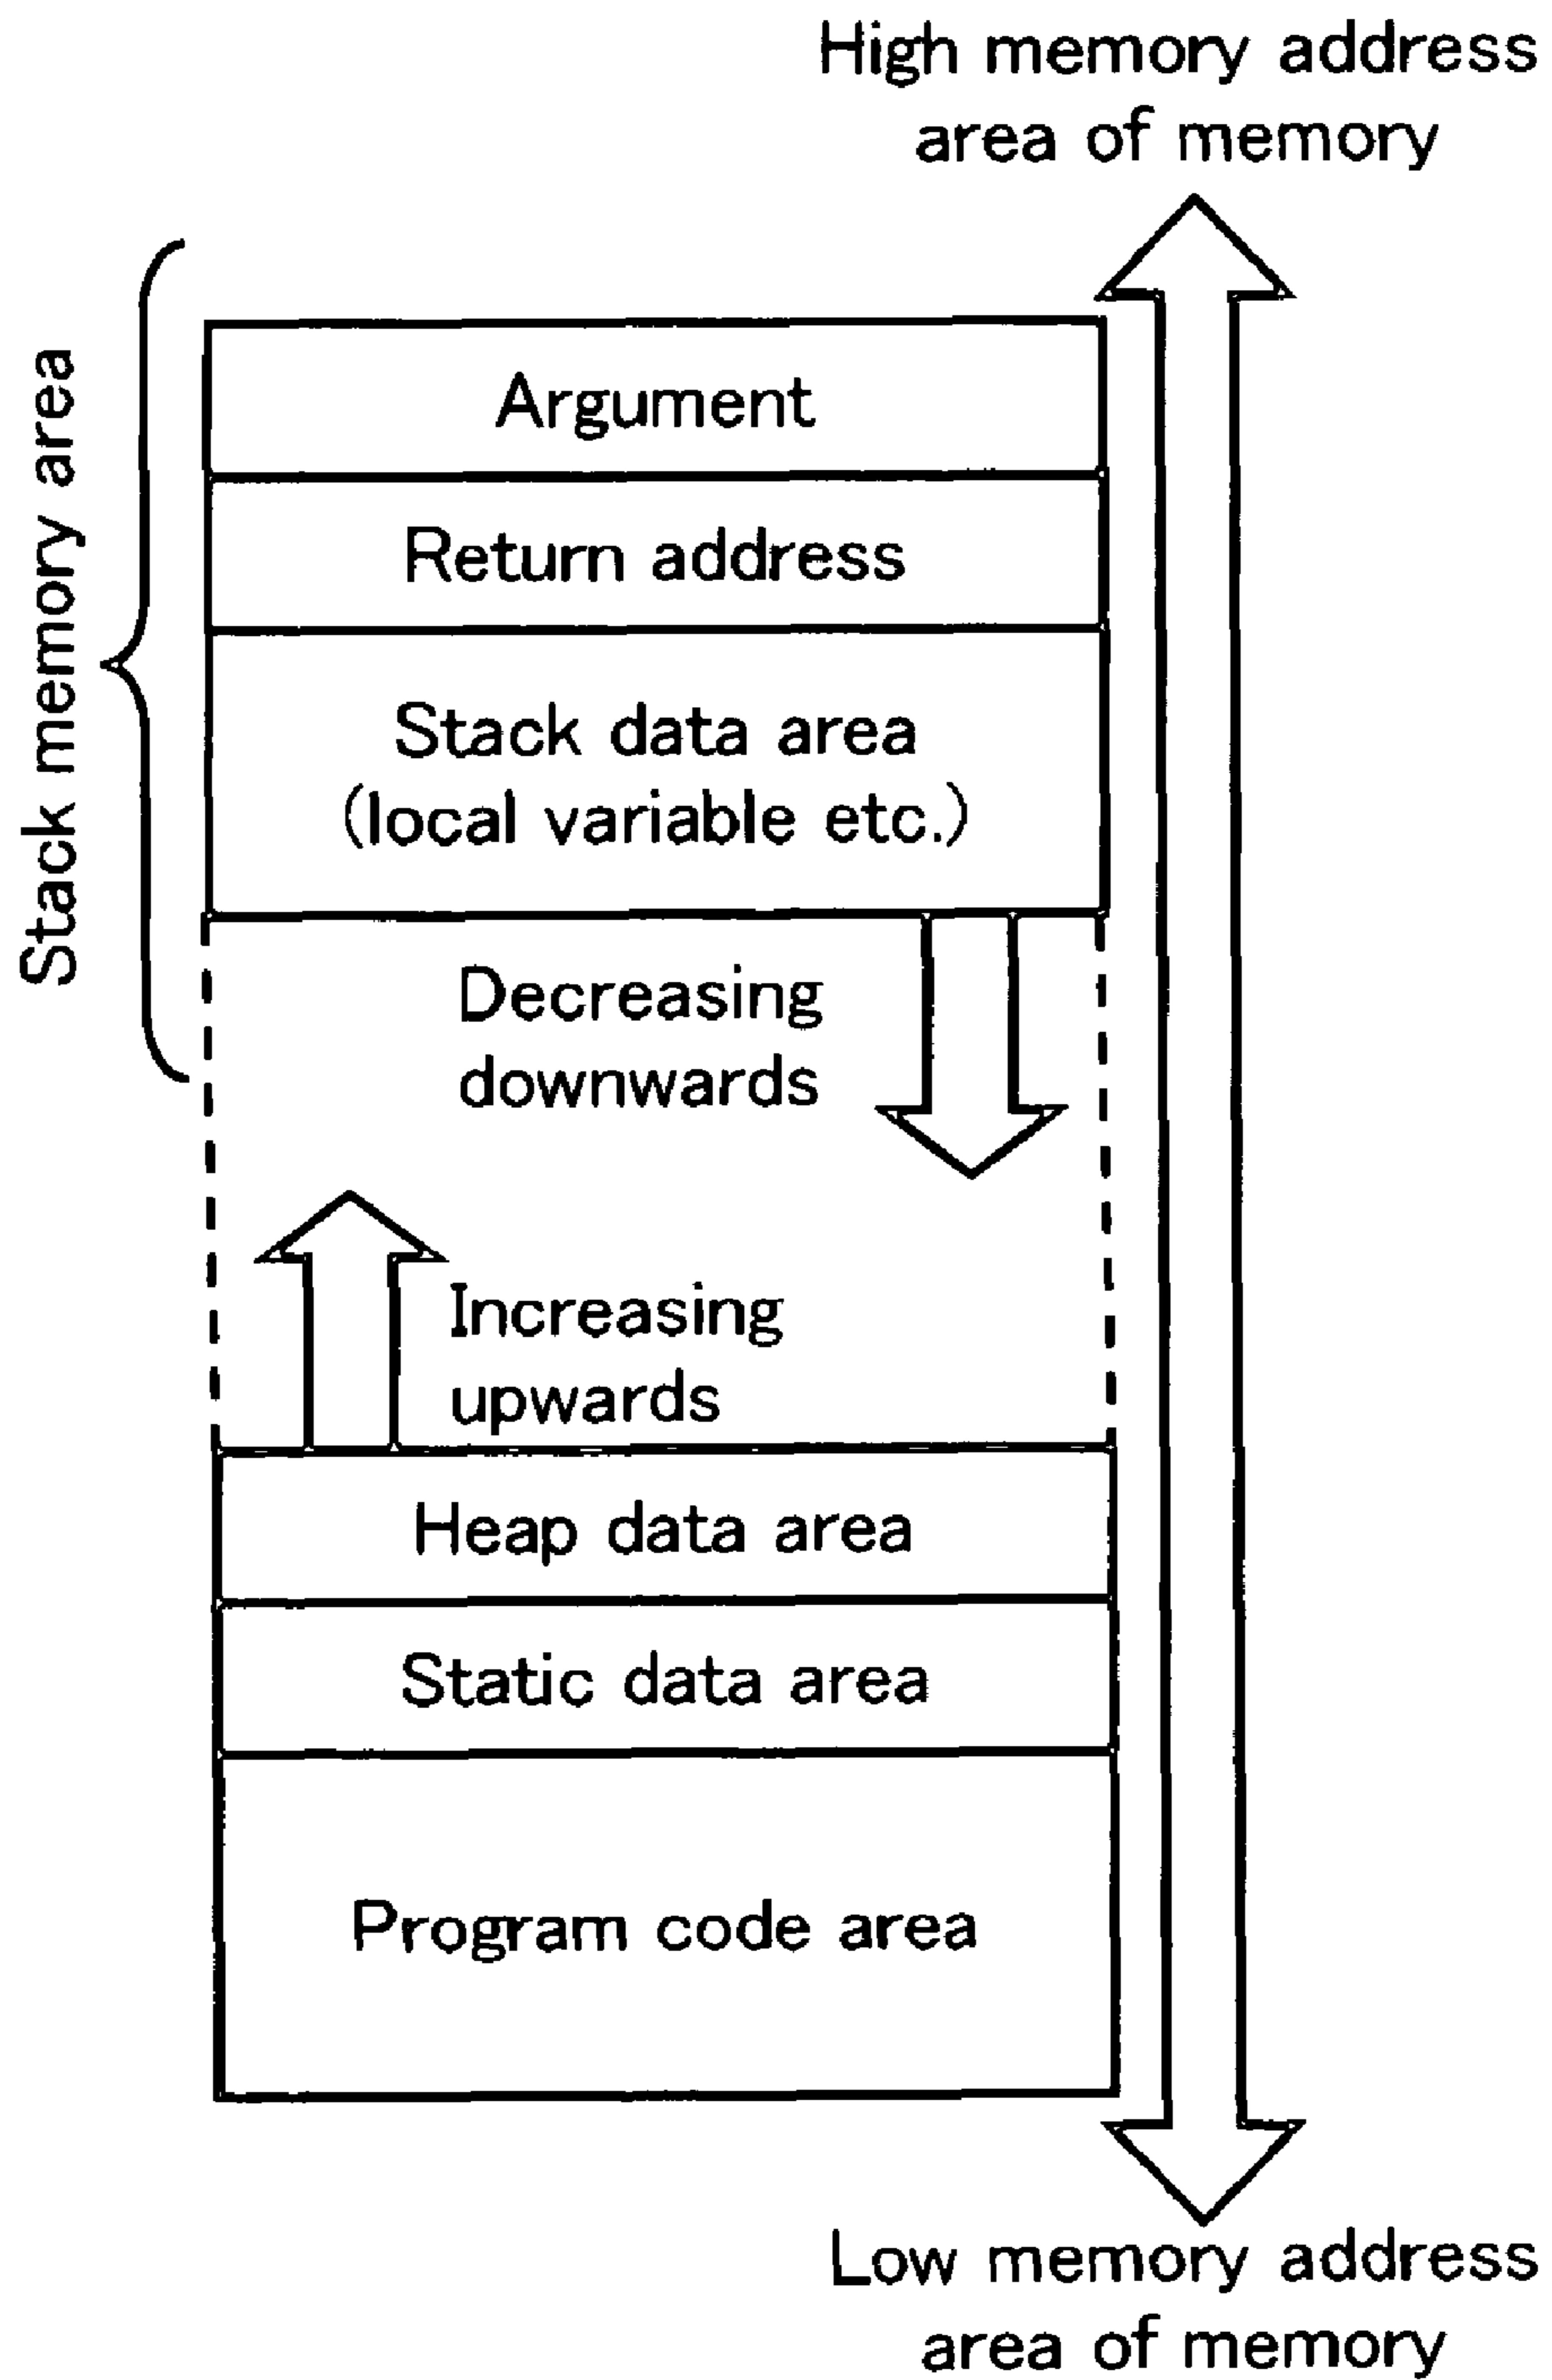 High memory address
area of memory
Stack memory area
Argument
Return address
Stack data area
(local variable etc.)
Decreasing
downwards
Increasing
upwards
Heap data area
Static data area
Program code area
Low memory address
area of memory